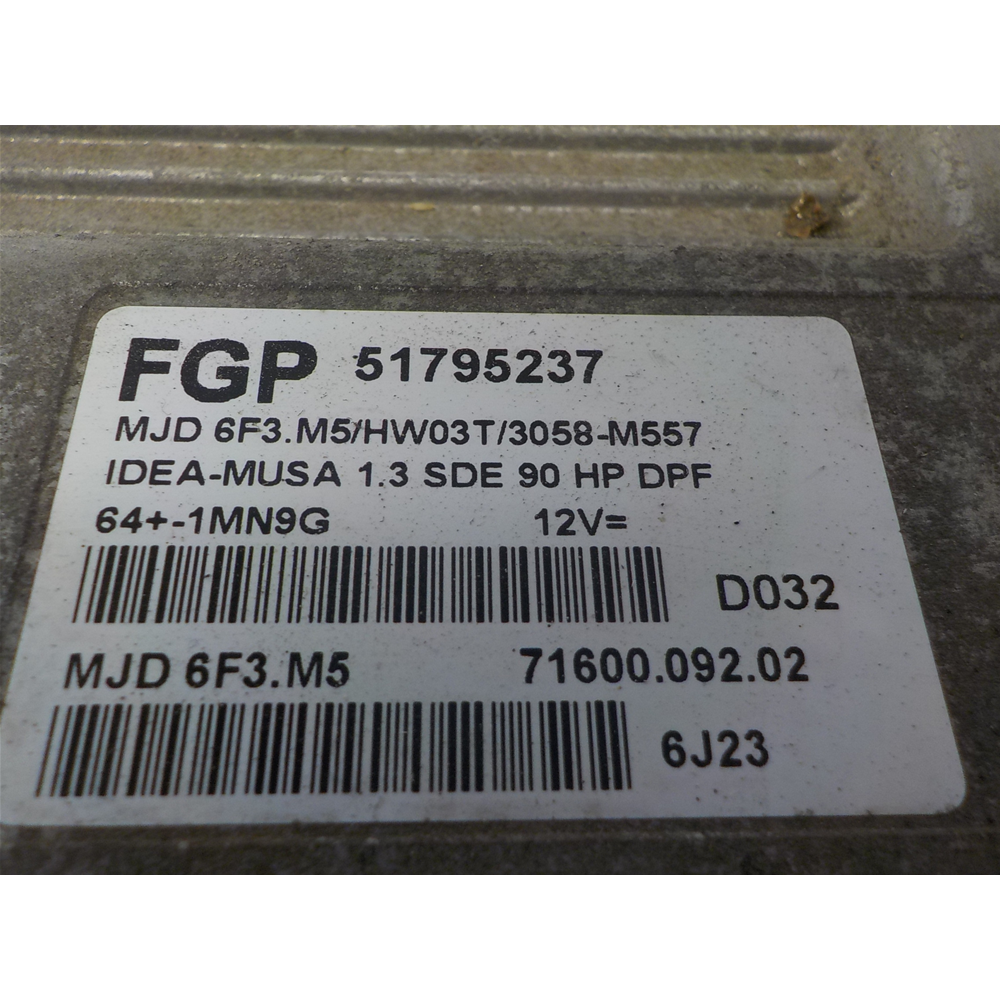 FGP 51795237
MJD 6F3.M5/HW03T/3058-M557
IDEA-MUSA 1.3 SDE 90 HP DPF
64+-1MN9G 12V=
D032
MJD 6F3.M5 71600.092.02
6J23